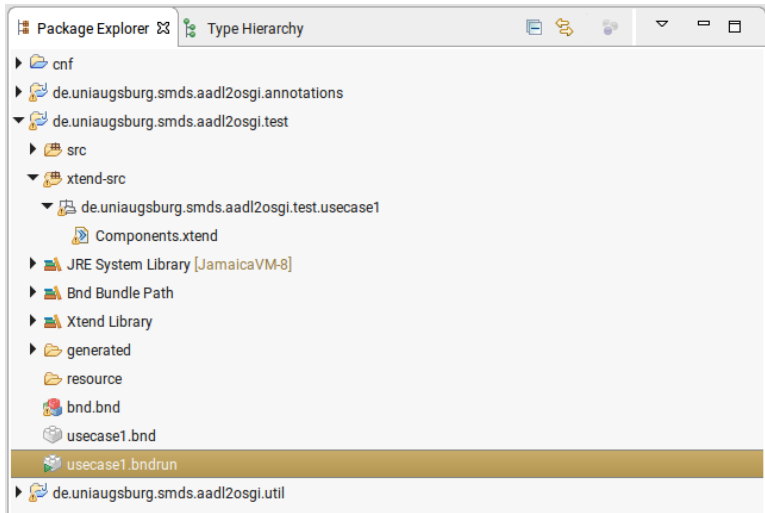 Package Explorer Type Hierarchy
cnf
de.uniaugsburg.smds.aadl2osgi.annotations
de.uniaugsburg.smds.aadl2osgi.test
src
xtend-src
de.uniaugsburg.smds.aadl2osgi.test.usecase1
Components.xtend
JRE System Library [JamaicaVM-8]
Bnd Bundle Path
Xtend Library
generated
resource
bnd.bnd
usecase1.bnd
usecase1.bndrun
de.uniaugsburg.smds.aadl2osgi.util